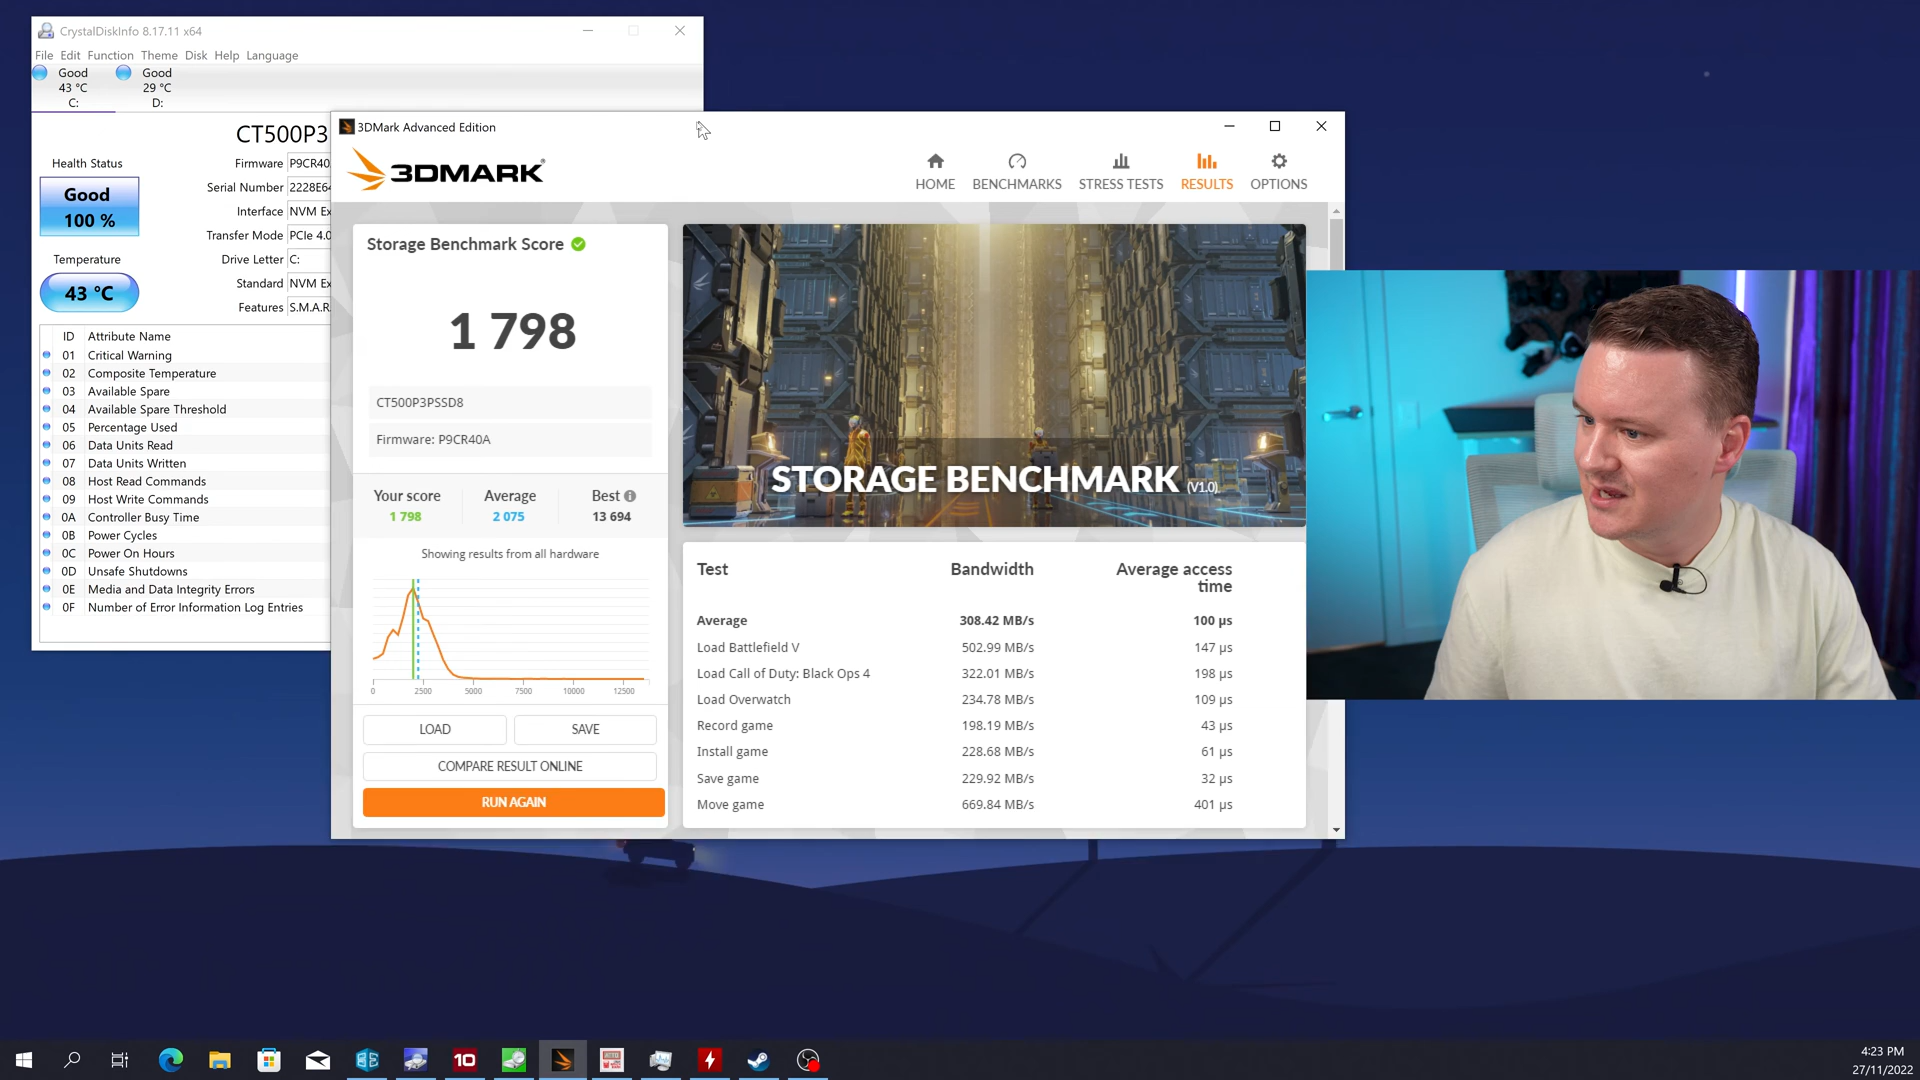 CrystalDiskInfo 8.17.11 x64
File Edit Function Theme Disk Help Language
Good Good
43 °C 29 °C
C: D:
CT500P3
Health Status
Good
100 %
Temperature
43 °C
Firmware P9CR40
Serial Number 2228E64
Interface NVM Ex
Transfer Mode PCIe 4.0
Drive Letter C:
Standard NVM Ex
Features S.M.A.R.
ID Attribute Name
01 Critical Warning
02 Composite Temperature
03 Available Spare
04 Available Spare Threshold
05 Percentage Used
06 Data Units Read
07 Data Units Written
08 Host Read Commands
09 Host Write Commands
0A Controller Busy Time
0B Power Cycles
0C Power On Hours
0D Unsafe Shutdowns
0E Media and Data Integrity Errors
0F Number of Error Information Log Entries
3DMark Advanced Edition
3DMARK®
HOME BENCHMARKS STRESS TESTS RESULTS OPTIONS
Storage Benchmark Score
1 798
CT500P3PSSD8
Firmware: P9CR40A
Your score Average Best
1 798 2 075 13 694
Showing results from all hardware
0 2500 5000 7500 10000 12500
LOAD SAVE
COMPARE RESULT ONLINE
RUN AGAIN
STORAGE BENCHMARK (V1.0)
Test Bandwidth Average access
time
Average 308.42 MB/s 100 µs
Load Battlefield V 502.99 MB/s 147 µs
Load Call of Duty: Black Ops 4 322.01 MB/s 198 µs
Load Overwatch 234.78 MB/s 109 µs
Record game 198.19 MB/s 43 µs
Install game 228.68 MB/s 61 µs
Save game 229.92 MB/s 32 µs
Move game 669.84 MB/s 401 µs
10
4:23 PM
27/11/2022